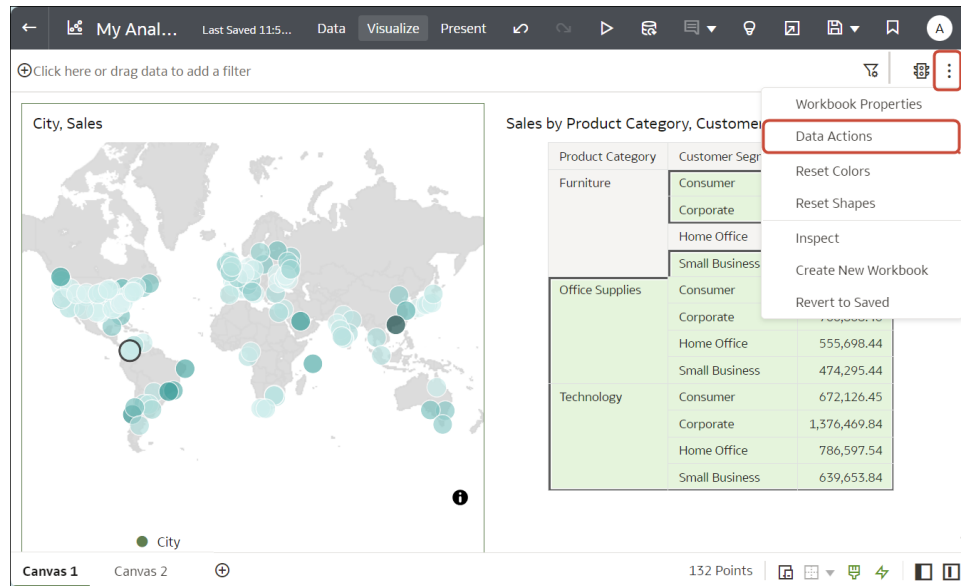 My Anal... Last Saved 11:5... Data Visualize Present A
Click here or drag data to add a filter
Workbook Properties
Data Actions
Reset Colors
Reset Shapes
Inspect
Create New Workbook
Revert to Saved
City, Sales
Sales by Product Category, Customer
Product Category Customer Segr
Furniture Consumer
Corporate
Home Office
Small Business
Office Supplies Consumer
Corporate
Home Office 555,698.44
Small Business 474,295.44
Technology Consumer 672,126.45
Corporate 1,376,469.84
Home Office 786,597.54
Small Business 639,653.84
City
Canvas 1 Canvas 2 132 Points